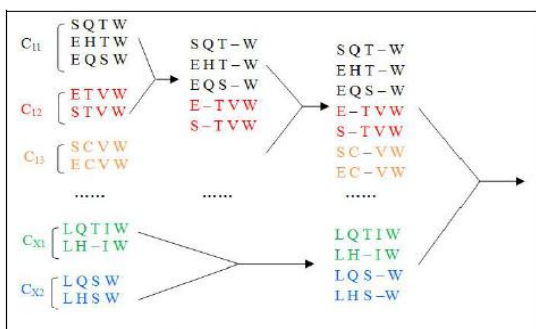 C11
SQTW
EHTW
EQSW
C12
ETVW
STVW
C13
SCVW
ECVW
......
CX1
LQTIW
LH-IW
CX2
LQSW
LHSW
SQT-W
EHT-W
EQS-W
E-TVW
S-TVW
......
SQT-W
EHT-W
EQS-W
E-TVW
S-TVW
SC-VW
EC-VW
......
LQTIW
LH-IW
LQS-W
LHS-W